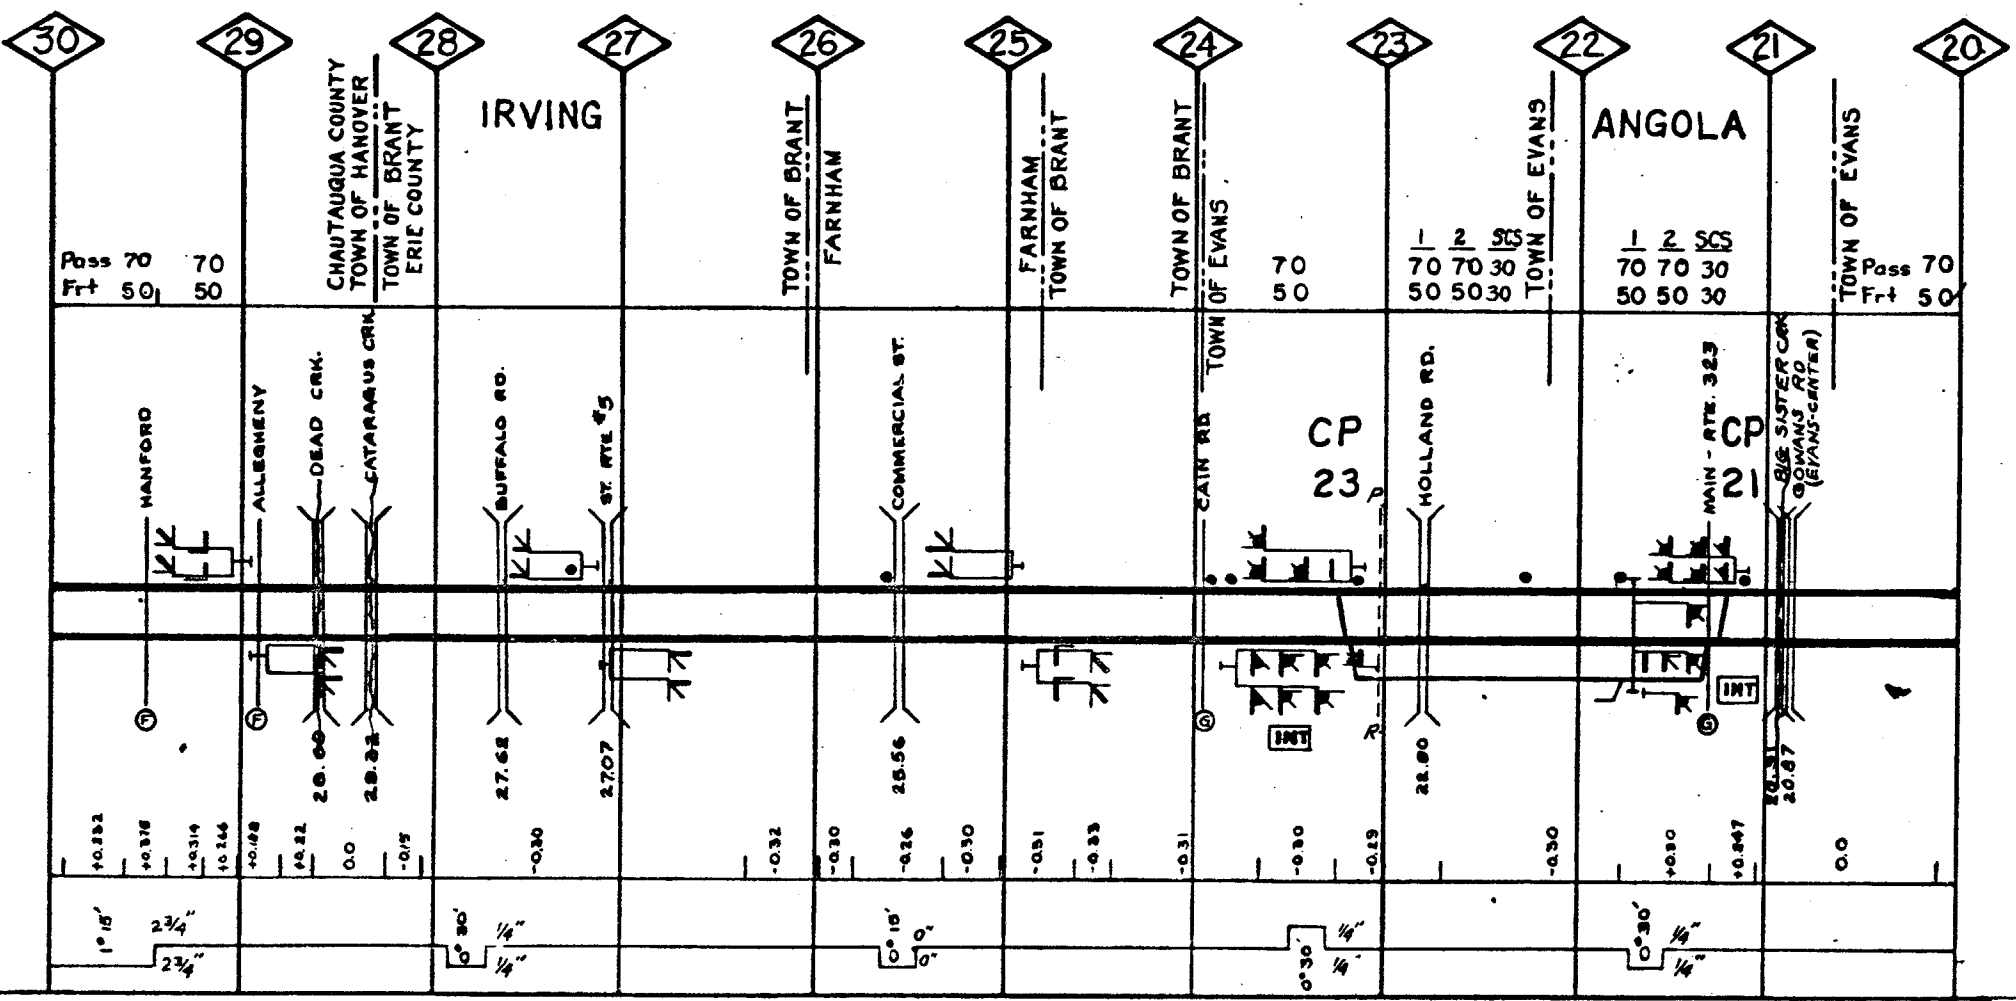 30 29 28 27 26 25 24 23 22 21 20
IRVING
ANGOLA
CHAUTAUQUA COUNTY
TOWN OF HANOVER
TOWN OF BRANT
ERIE COUNTY
TOWN OF BRANT
FARNHAM
FARNHAM
TOWN OF BRANT
TOWN OF BRANT
TOWN OF EVANS
TOWN OF EVANS
TOWN OF EVANS
1 2 SCS
1 2 SCS
Pass 70 70 70 70 70 30 70 70 30 Pass 70
Frt 50 50 50 50 50 30 50 50 30 Frt 50
HANFORD
ALLEGHENY
DEAD CRK.
CATARAGUS CRK
BUFFALO RD.
ST. RTE #5
COMMERCIAL ST.
CAIN RD.
CP
23
P
HOLLAND RD.
MAIN - RTE. 323
CP
21
BIG SISTER CRK
GOWANS RD
(EVANS-CENTER)
F F G G
INT
INT
R
27.62
27.07
25.56
22.80
20.87
+0.232 +0.378 +0.314 +0.266 +0.22 0.0 -0.15 -0.30 -0.32 -0.30 -0.26 -0.30 -0.31 -0.33 -0.31 -0.30 -0.29 -0.30 +0.30 +0.247 0.0
1° 15' 2 3/4" 2 3/4"
0° 30' 1/4" 1/4"
0° 15' 0" 0"
0° 30' 1/4" 1/4"
0° 30' 1/4" 1/4"